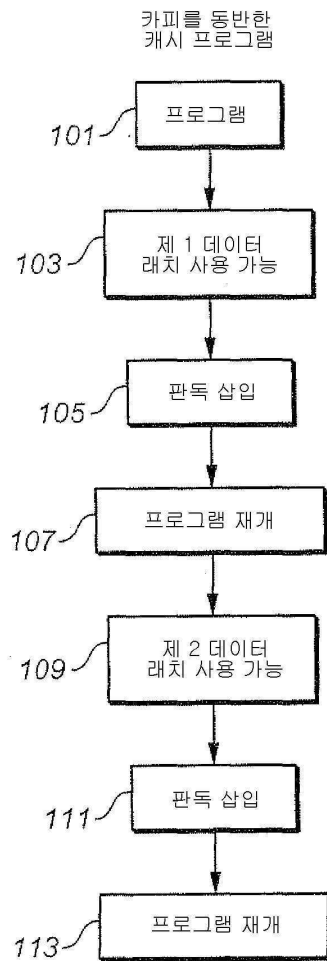 카피를 동반한
캐시 프로그램
101
프로그램
103
제 1 데이터
래치 사용 가능
105
판독 삽입
107
프로그램 재개
109
제 2 데이터
래치 사용 가능
111
판독 삽입
113
프로그램 재개